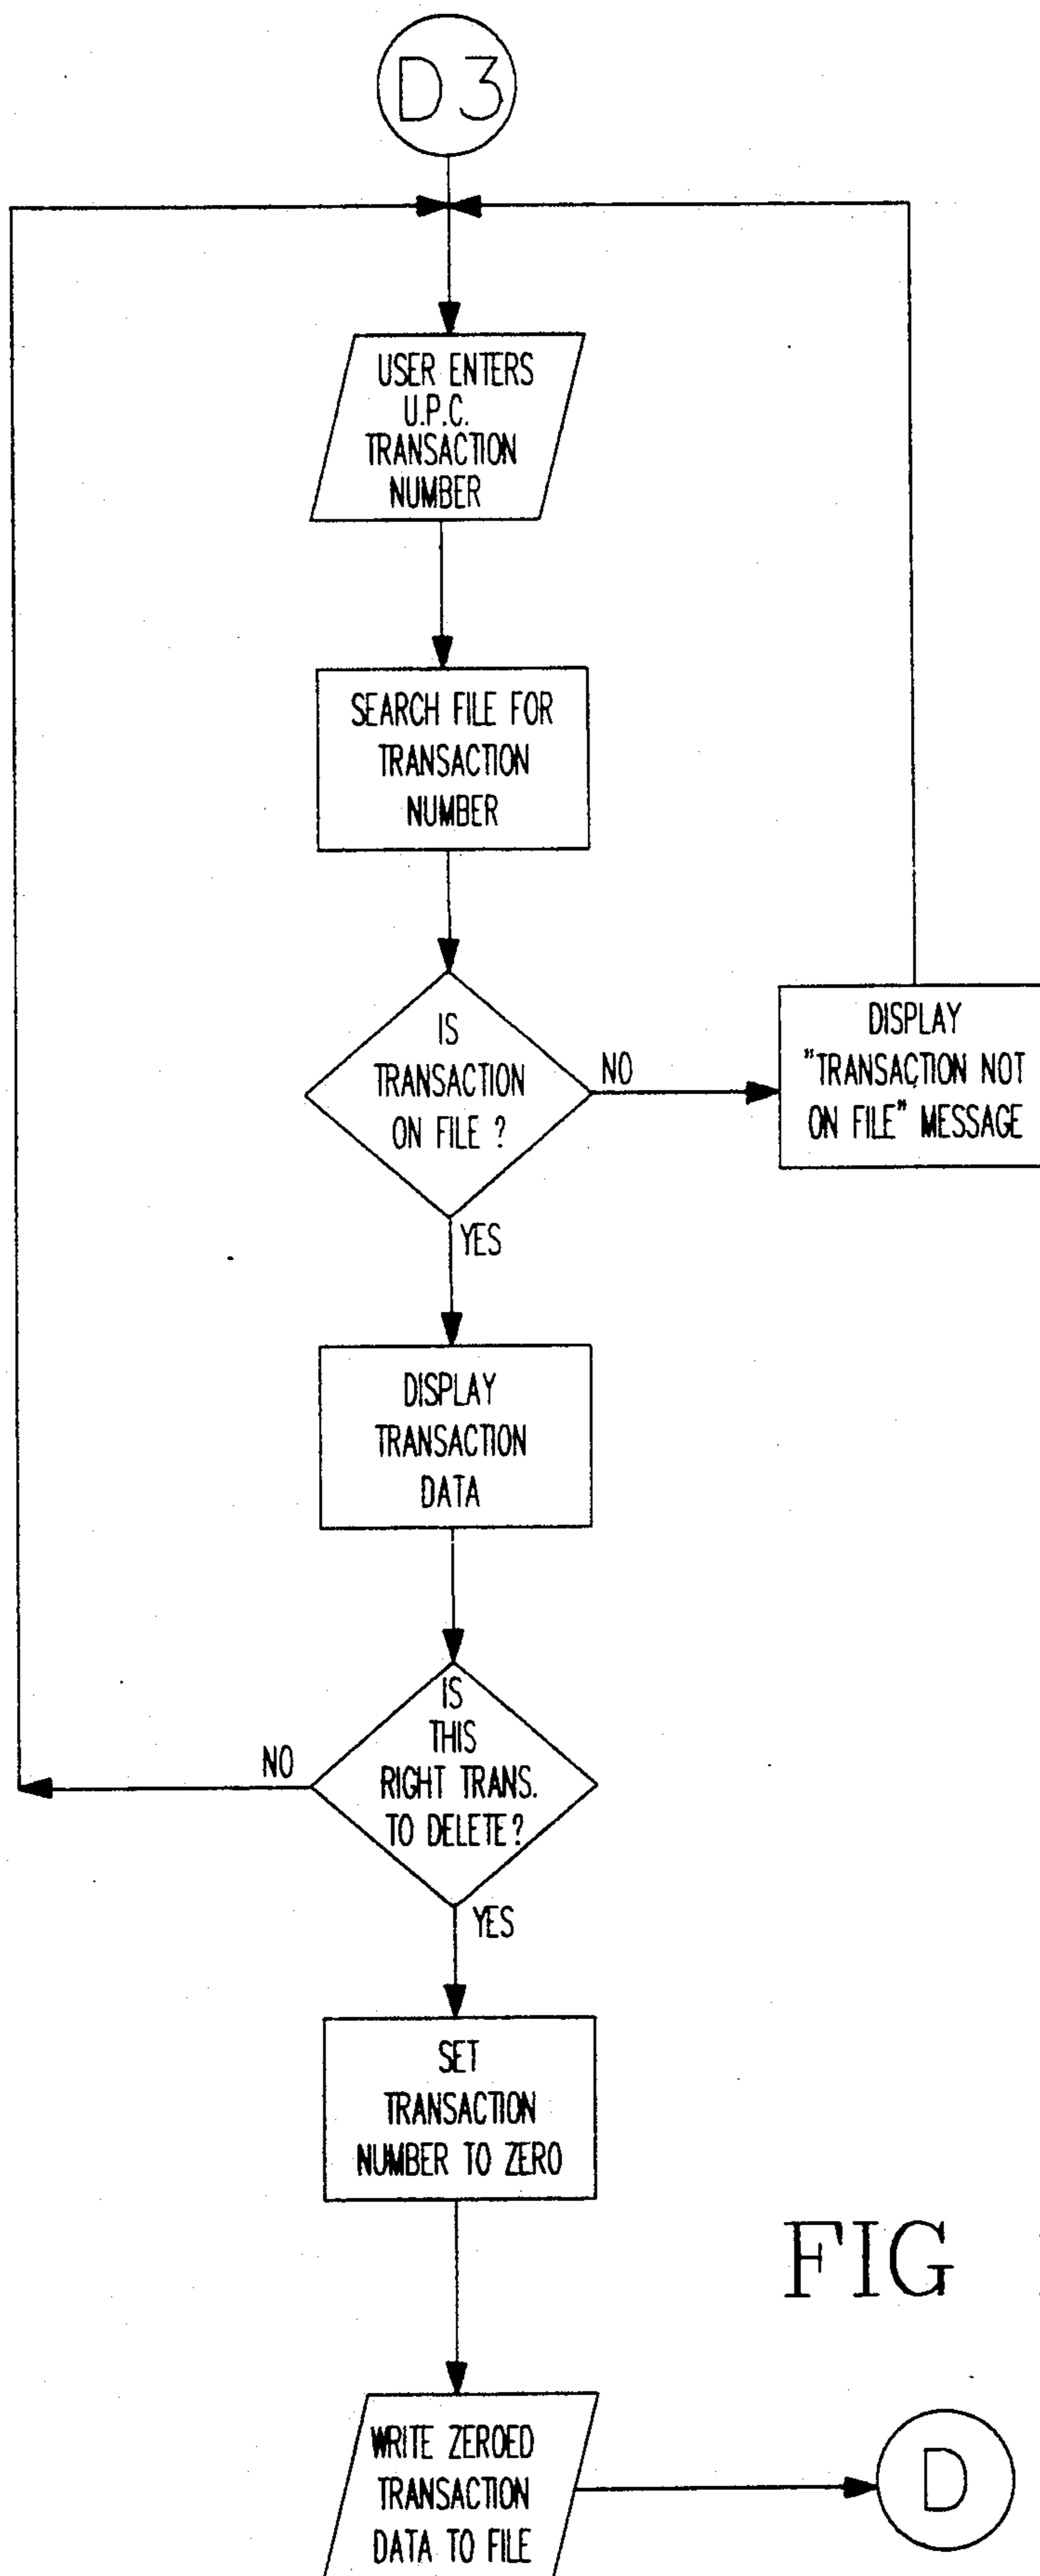 D3
USER ENTERS
U.P.C.
TRANSACTION
NUMBER
SEARCH FILE FOR
TRANSACTION
NUMBER
IS
TRANSACTION
ON FILE ?
NO
DISPLAY
"TRANSACTION NOT
ON FILE" MESSAGE
YES
DISPLAY
TRANSACTION
DATA
IS
THIS
RIGHT TRANS.
TO DELETE?
NO
YES
SET
TRANSACTION
NUMBER TO ZERO
FIG
WRITE ZEROED
TRANSACTION
DATA TO FILE
D